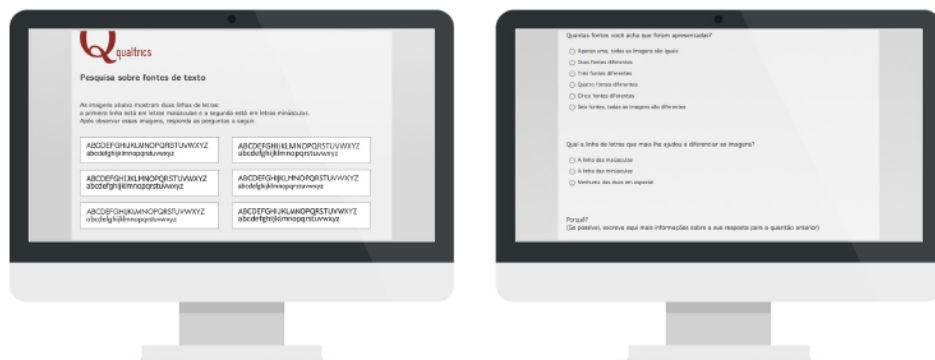 Qualtrics
Pesquisa sobre fontes de texto
As imagens abaixo mostram duas linhas de letras:
a primeira linha está em letras maiúsculas e a segunda está em letras minúsculas.
Após observar essas imagens, responda as perguntas a seguir.
ABCDEFGHIJKLMNOPQRSTUVWXYZ
abcdefghijklmnopqrstuvwxyz
ABCDEFGHIJKLMNOPQRSTUVWXYZ
abcdefghijklmnopqrstuvwxyz
ABCDEFGHIJKLMNOPQRSTUVWXYZ
abcdefghijklmnopqrstuvwxyz
ABCDEFGHIJKLMNOPQRSTUVWXYZ
abcdefghijklmnopqrstuvwxyz
ABCDEFGHIJKLMNOPQRSTUVWXYZ
abcdefghijklmnopqrstuvwxyz
ABCDEFGHIJKLMNOPQRSTUVWXYZ
abcdefghijklmnopqrstuvwxyz
Quantas fontes você acha que foram apresentadas?
Apenas uma, todas as imagens são iguais
Duas fontes diferentes
Três fontes diferentes
Quatro fontes diferentes
Cinco fontes diferentes
Seis fontes, todas as imagens são diferentes
Qual a linha de letras que mais lhe ajudou a diferenciar as imagens?
A linha das maiúsculas
A linha das minúsculas
Nenhuma das duas em especial
Porquê?
(Se possível, escreva aqui mais informações sobre a sua resposta para a questão anterior)